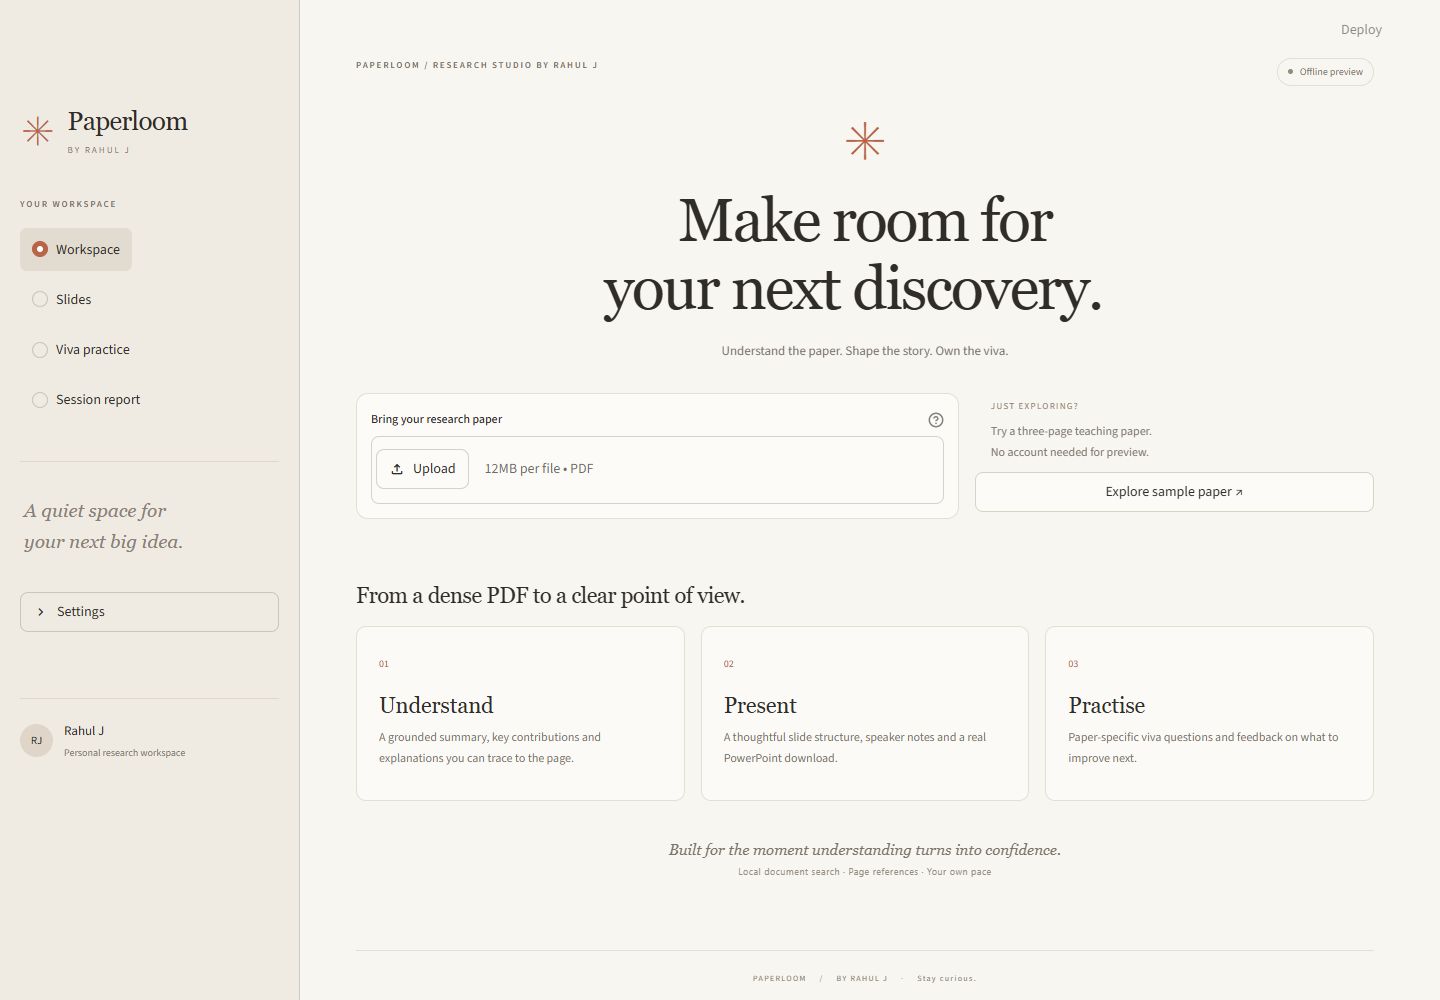 Deploy
PAPERLOOM / RESEARCH STUDIO BY RAHUL J
Offline preview
Paperloom
BY RAHUL J
YOUR WORKSPACE
Workspace
Slides
Viva practice
Session report
A quiet space for
your next big idea.
Settings
RJ
Rahul J
Personal research workspace
Make room for
your next discovery.
Understand the paper. Shape the story. Own the viva.
Bring your research paper
Upload
12MB per file • PDF
JUST EXPLORING?
Try a three-page teaching paper.
No account needed for preview.
Explore sample paper ↗
From a dense PDF to a clear point of view.
01
Understand
A grounded summary, key contributions and
explanations you can trace to the page.
02
Present
A thoughtful slide structure, speaker notes and a real
PowerPoint download.
03
Practise
Paper-specific viva questions and feedback on what to
improve next.
Built for the moment understanding turns into confidence.
Local document search · Page references · Your own pace
PAPERLOOM / BY RAHUL J · Stay curious.